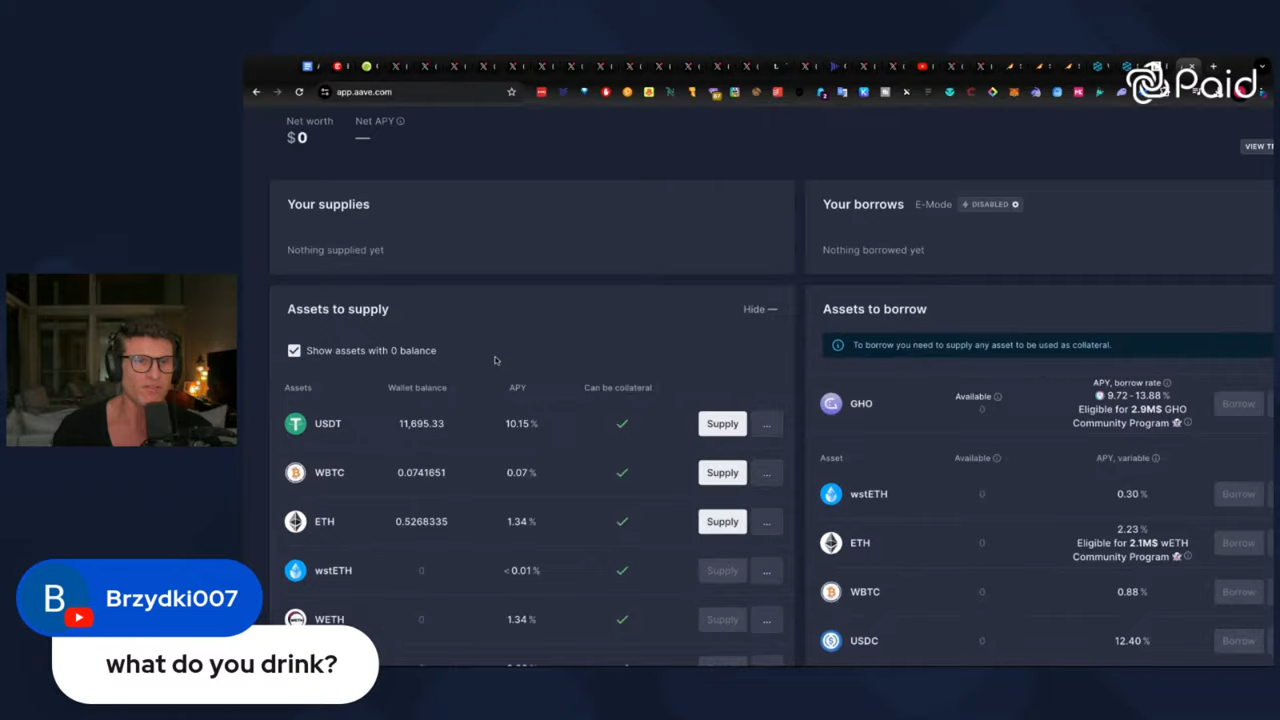 Paid
app.aave.com
Net worth
Net APY
$0
—
VIEW T
Your supplies
Nothing supplied yet
Your borrows
E-Mode
DISABLED
Nothing borrowed yet
Assets to supply
Hide —
Show assets with 0 balance
Assets
Wallet balance
APY
Can be collateral
USDT
11,695.33
10.15 %
Supply
...
WBTC
0.0741651
0.07 %
Supply
...
ETH
0.5268335
1.34 %
Supply
...
wstETH
0
< 0.01 %
Supply
...
WETH
0
1.34 %
Supply
...
Assets to borrow
To borrow you need to supply any asset to be used as collateral.
APY, borrow rate
GHO
Available
0
9.72 - 13.88 %
Eligible for 2.9M$ GHO
Community Program
Borrow
Asset
Available
APY, variable
wstETH
0
0.30 %
Borrow
ETH
0
2.23 %
Eligible for 2.1M$ wETH
Community Program
Borrow
WBTC
0
0.88 %
Borrow
USDC
0
12.40 %
Borrow
B
Brzydki007
what do you drink?